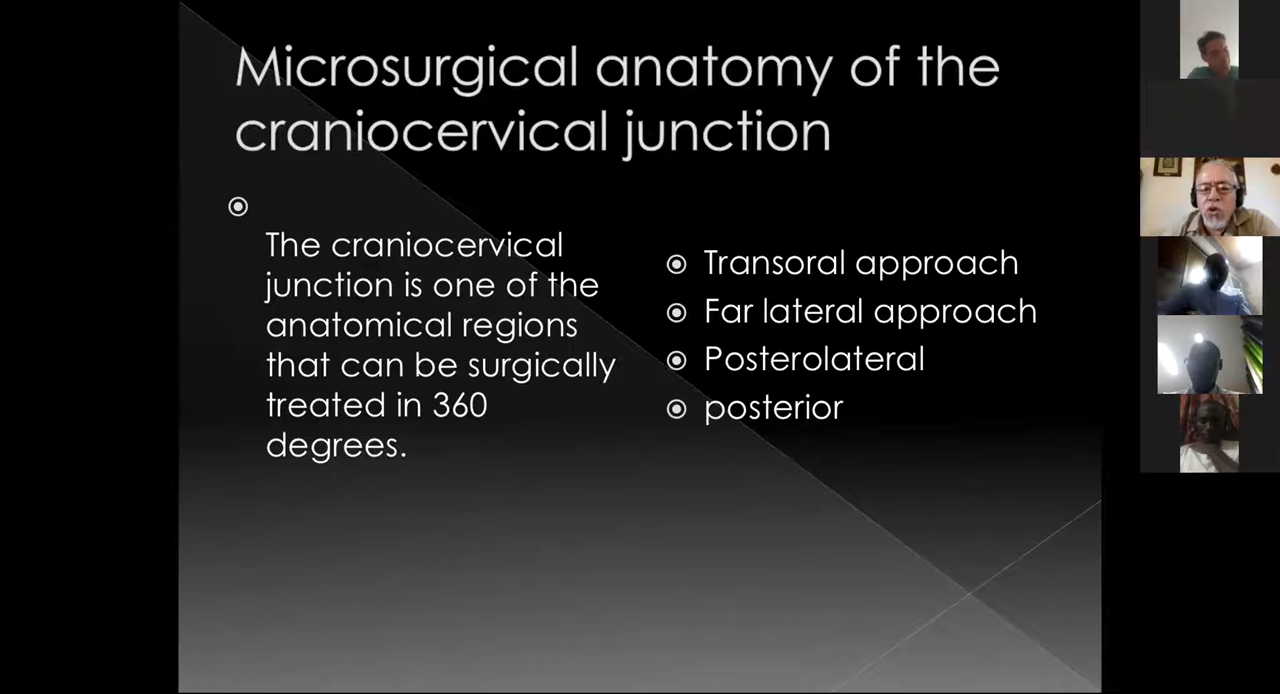 Microsurgical anatomy of the
craniocervical junction
The craniocervical
junction is one of the
anatomical regions
that can be surgically
treated in 360
degrees.
Transoral approach
Far lateral approach
Posterolateral
posterior